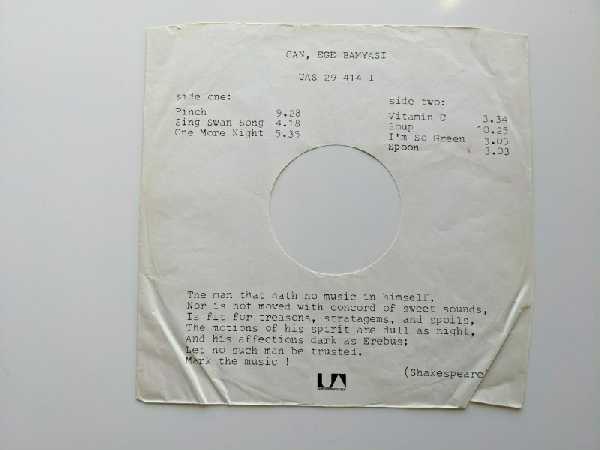 CAN, EGE BAMYASI
UAS 29 414 I
side one:
Pinch 9.28
Sing Swan Song 4.18
One More Night 5.35
side two:
Vitamin C 3.34
Soup 10.25
I'm So Green 3.03
Spoon 3.03
The man that hath no music in himself,
Nor is not moved with concord of sweet sounds,
Is fit for treasons, stratagems, and spoils,
The motions of his spirit are dull as night,
And his affections dark as Erebus:
Let no such man be trusted.
Mark the music !
(Shakespeare)
UA